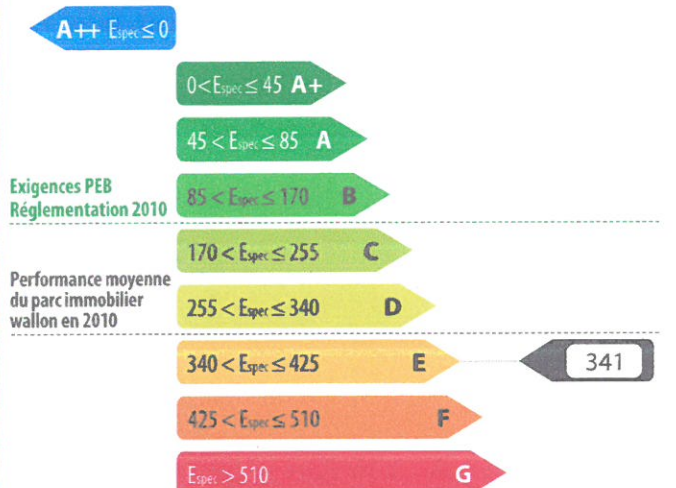 A++ Espec ≤ 0
0 < Espec ≤ 45 A+
45 < Espec ≤ 85 A
Exigences PEB
Réglementation 2010
85 < Espec ≤ 170 B
170 < Espec ≤ 255 C
Performance moyenne
du parc immobilier
wallon en 2010
255 < Espec ≤ 340 D
340 < Espec ≤ 425 E
341
425 < Espec ≤ 510 F
Espec > 510 G